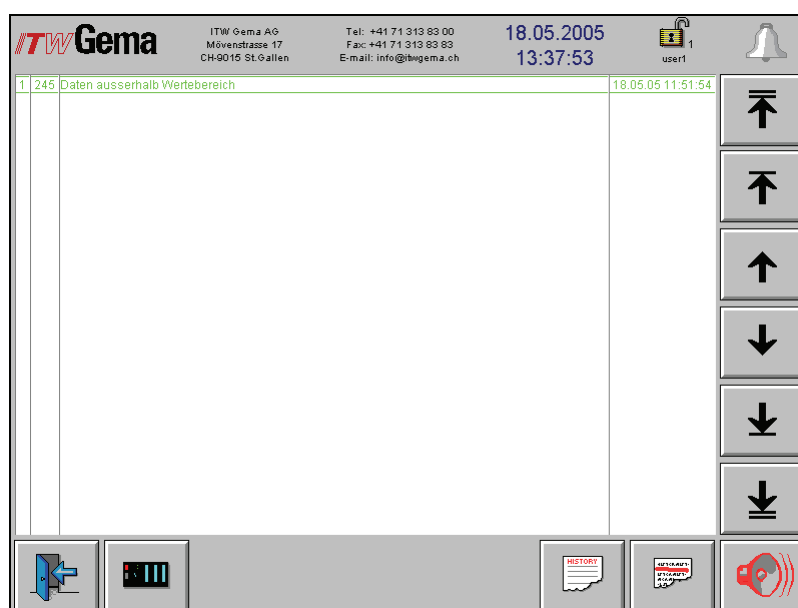 ITW Gema
ITW Gema AG
Mövenstrasse 17
CH-9015 St.Gallen
Tel: +41 71 313 83 00
Fax: +41 71 313 83 83
E-mail: info@itwgema.ch
18.05.2005
13:37:53
1
user1
1 245 Daten ausserhalb Wertebereich 18.05.05 11:51:54
HISTORY